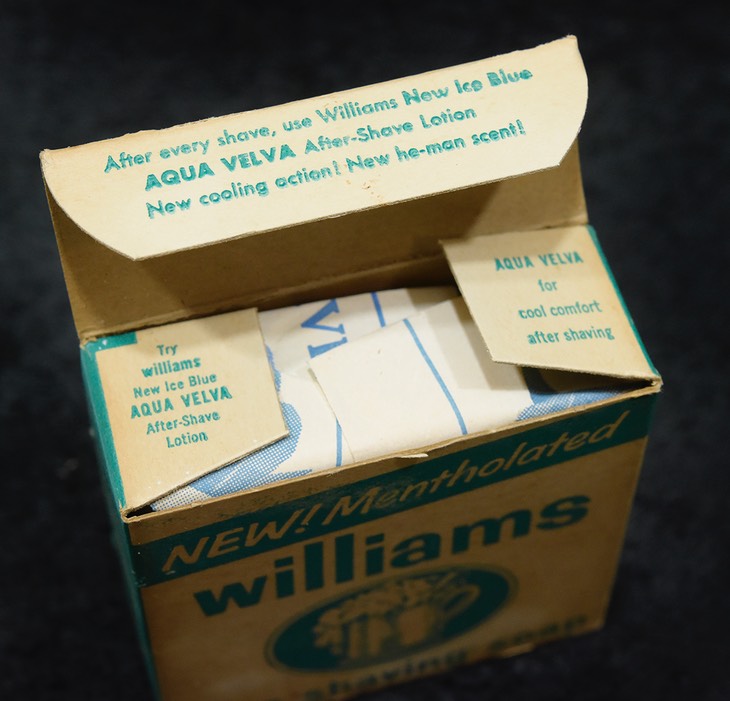 After every shave, use Williams New Ice Blue
AQUA VELVA After-Shave Lotion
New cooling action! New he-man scent!
AQUA VELVA
for
cool comfort
after shaving
Try
williams
New Ice Blue
AQUA VELVA
After-Shave
Lotion
NEW! Mentholated
williams
shaving soap